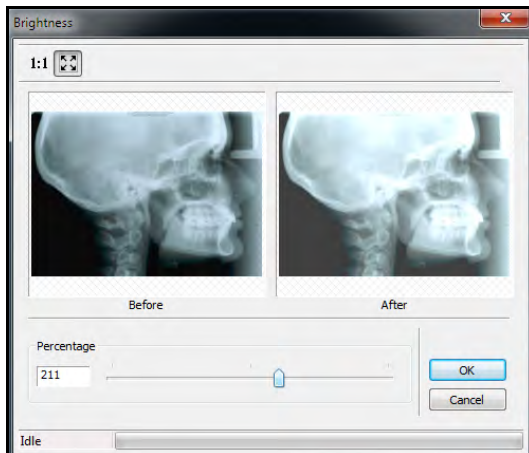 Brightness
1:1
Before After
Percentage
211
OK
Cancel
Idle